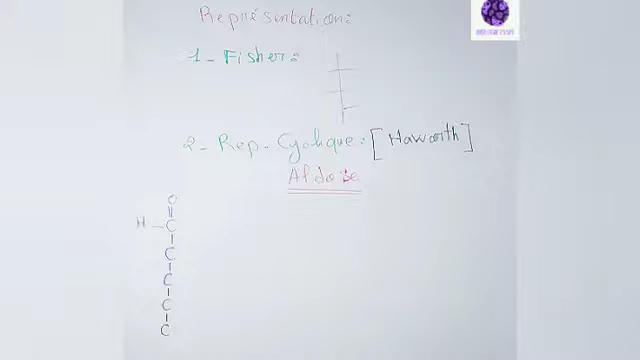 Représentation:
1- Fisher:
2- Rep- Cyclique: [Haworth]
Aldose
O
H - C
C
C
C
C